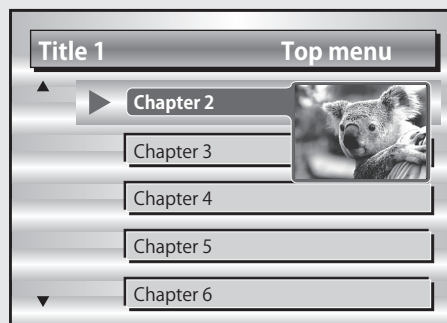 Title 1 Top menu
Chapter 2
Chapter 3
Chapter 4
Chapter 5
Chapter 6